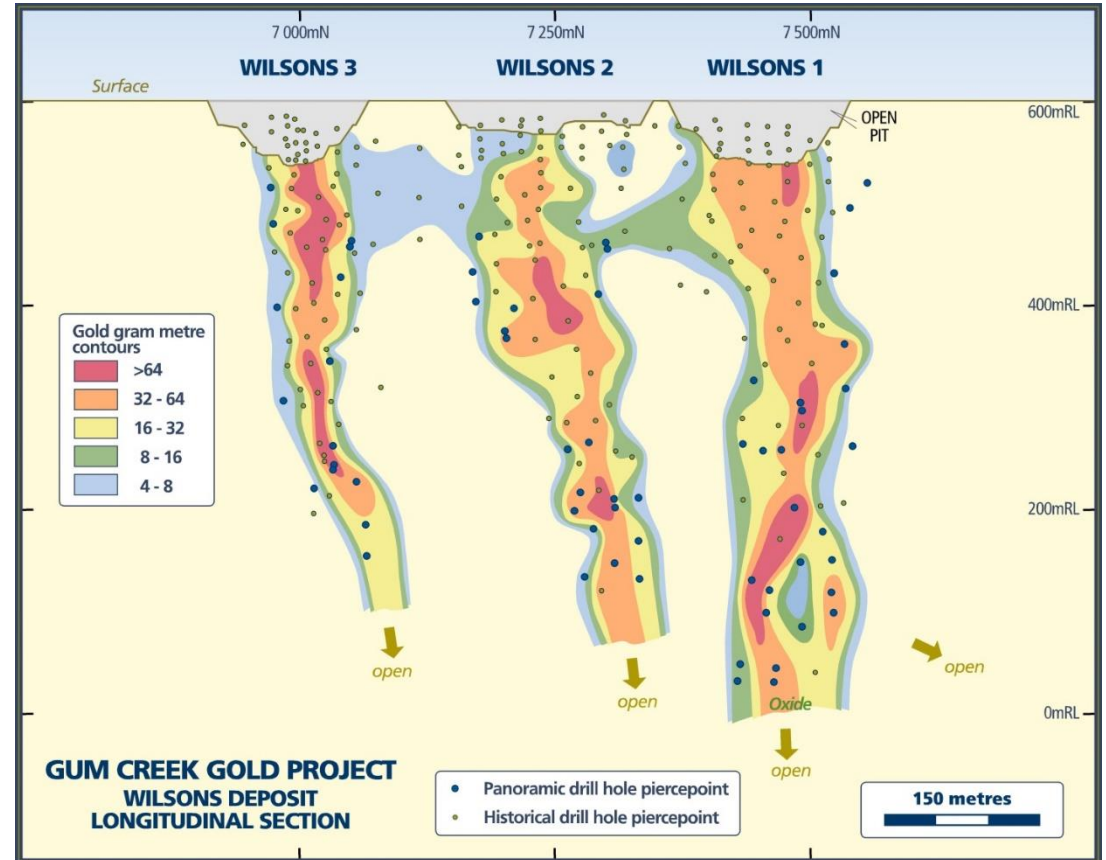 7 000mN
7 250mN
7 500mN
WILSONS 3
WILSONS 2
WILSONS 1
Surface
600mRL
OPEN
PIT
400mRL
Gold gram metre
contours
>64
32 - 64
16 - 32
8 - 16
4 - 8
200mRL
open
open
open
Oxide
0mRL
open
GUM CREEK GOLD PROJECT
WILSONS DEPOSIT
LONGITUDINAL SECTION
Panoramic drill hole piercepoint
Historical drill hole piercepoint
150 metres